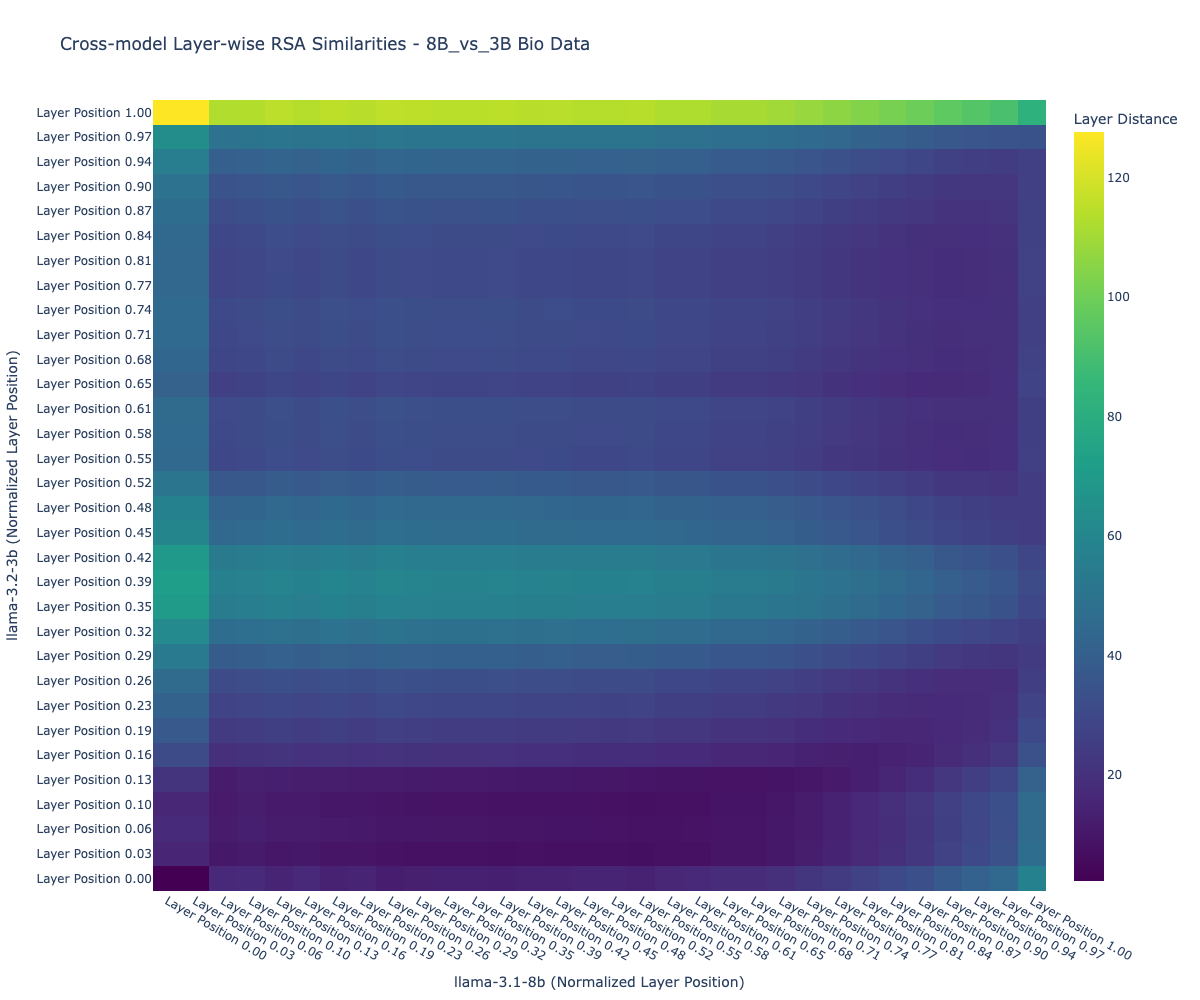 Cross-model Layer-wise RSA Similarities - 8B_vs_3B Bio Data
Layer Distance
120
100
80
60
40
20
llama-3.2-3b (Normalized Layer Position)
Layer Position 1.00
Layer Position 0.97
Layer Position 0.94
Layer Position 0.90
Layer Position 0.87
Layer Position 0.84
Layer Position 0.81
Layer Position 0.77
Layer Position 0.74
Layer Position 0.71
Layer Position 0.68
Layer Position 0.65
Layer Position 0.61
Layer Position 0.58
Layer Position 0.55
Layer Position 0.52
Layer Position 0.48
Layer Position 0.45
Layer Position 0.42
Layer Position 0.39
Layer Position 0.35
Layer Position 0.32
Layer Position 0.29
Layer Position 0.26
Layer Position 0.23
Layer Position 0.19
Layer Position 0.16
Layer Position 0.13
Layer Position 0.10
Layer Position 0.06
Layer Position 0.03
Layer Position 0.00
Layer Position 0.00
Layer Position 0.03
Layer Position 0.06
Layer Position 0.10
Layer Position 0.13
Layer Position 0.16
Layer Position 0.19
Layer Position 0.23
Layer Position 0.26
Layer Position 0.29
Layer Position 0.32
Layer Position 0.35
Layer Position 0.39
Layer Position 0.42
Layer Position 0.45
Layer Position 0.48
Layer Position 0.52
Layer Position 0.55
Layer Position 0.58
Layer Position 0.61
Layer Position 0.65
Layer Position 0.68
Layer Position 0.71
Layer Position 0.74
Layer Position 0.77
Layer Position 0.81
Layer Position 0.84
Layer Position 0.87
Layer Position 0.90
Layer Position 0.94
Layer Position 0.97
Layer Position 1.00
llama-3.1-8b (Normalized Layer Position)